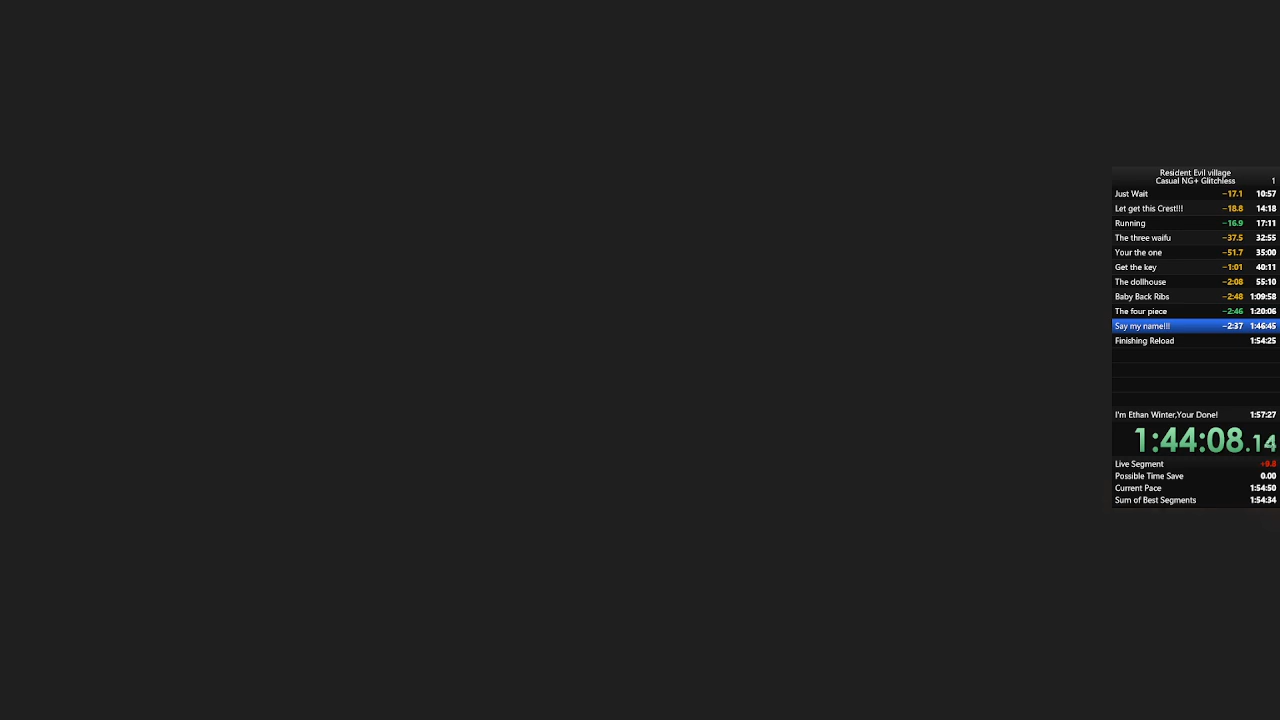 Resident Evil village
Casual NG+ Glitchless 1
Just Wait −17.1 10:57
Let get this Crest!!! −18.8 14:18
Running −16.9 17:11
The three waifu −37.5 32:55
Your the one −51.7 35:00
Get the key −1:01 40:11
The dollhouse −2:08 55:10
Baby Back Ribs −2:48 1:09:58
The four piece −2:46 1:20:06
Say my name!!! −2:37 1:46:45
Finishing Reload 1:54:25
I'm Ethan Winter,Your Done! 1:57:27
1:44:08.14
Live Segment +9.8
Possible Time Save 0.00
Current Pace 1:54:50
Sum of Best Segments 1:54:34